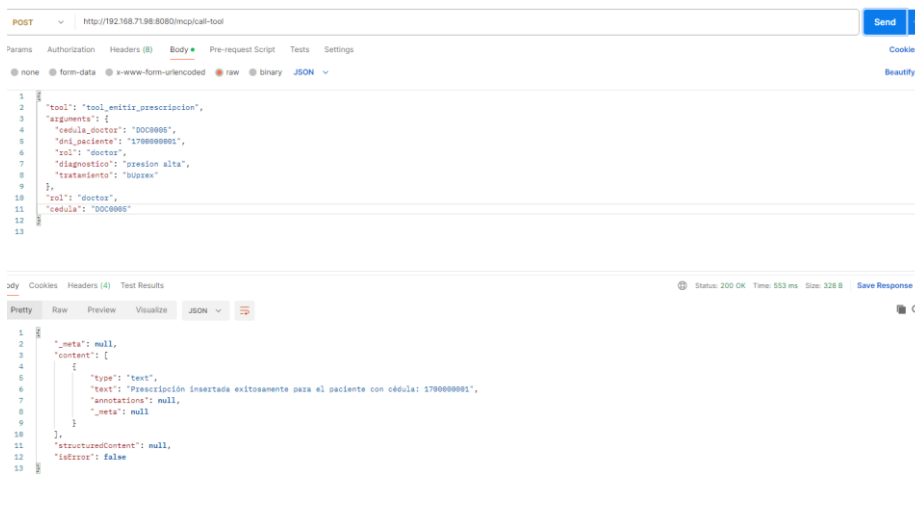 POST http://192.168.71.98:8080/mcp/call-tool Send
Params Authorization Headers (8) Body Pre-request Script Tests Settings Cookie
none form-data x-www-form-urlencoded raw binary JSON Beautify
1 {
2 "tool": "tool_emitir_prescripcion",
3 "arguments": {
4 "cedula_doctor": "DOC0005",
5 "dni_paciente": "1700000001",
6 "rol": "doctor",
7 "diagnostico": "presion alta",
8 "tratamiento": "bUprex"
9 },
10 "rol": "doctor",
11 "cedula": "DOC0005"
12 }
13
ody Cookies Headers (4) Test Results Status: 200 OK Time: 553 ms Size: 328 B Save Response
Pretty Raw Preview Visualize JSON
1 {
2 "_meta": null,
3 "content": [
4 {
5 "type": "text",
6 "text": "Prescripción insertada exitosamente para el paciente con cédula: 1700000001",
7 "annotations": null,
8 "_meta": null
9 }
10 ],
11 "structuredContent": null,
12 "isError": false
13 }